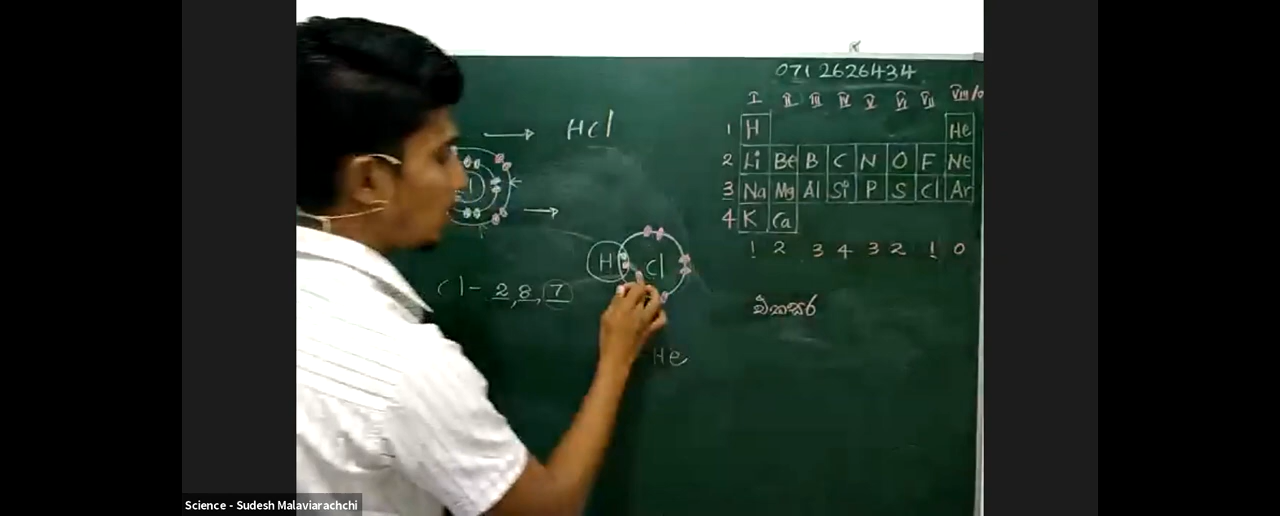 071 2626434
I II III IV V VI VII VIII/0
1 H He
2 Li Be B C N O F Ne
3 Na Mg Al Si P S Cl Ar
4 K Ca
1 2 3 4 3 2 1 0
HCl
H Cl
Cl - 2, 8, 7
He
ඒකසර
Science - Sudesh Malaviarachchi